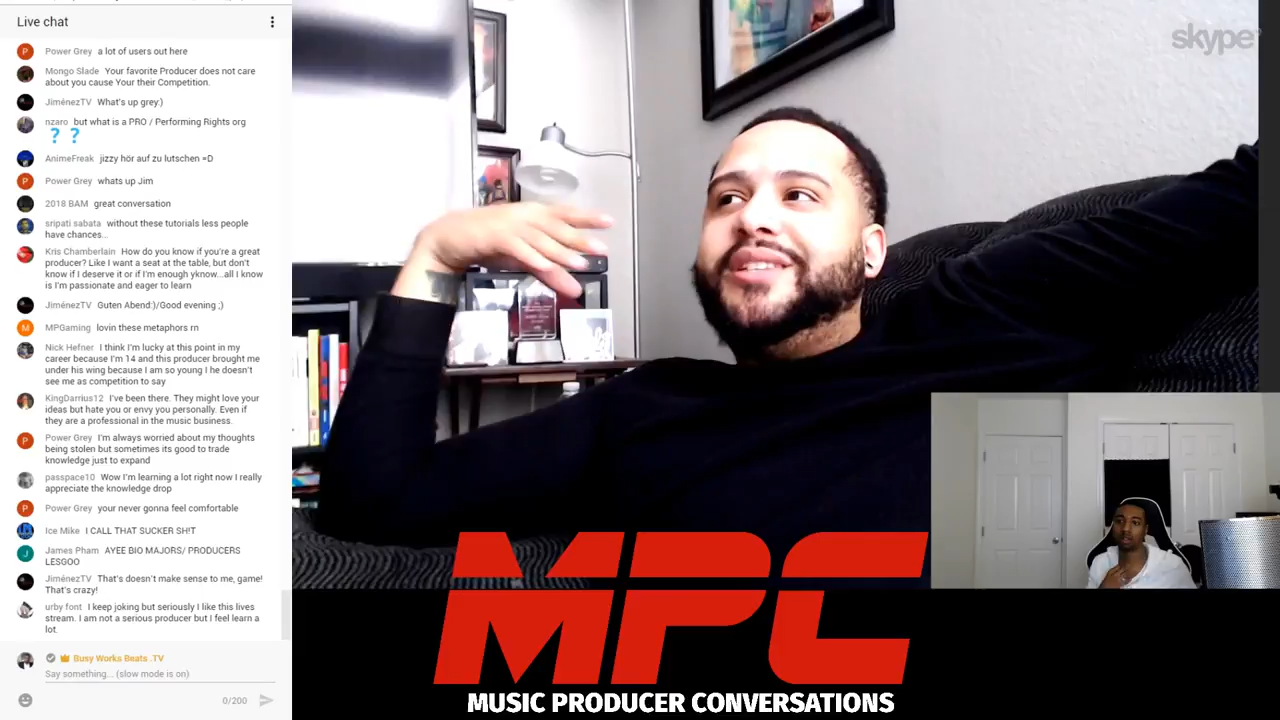 Live chat
Power Grey a lot of users out here
Mongo Slade Your favorite Producer does not care
about you cause Your their Competition.
JiménezTV What's up grey:)
nzaro but what is a PRO / Performing Rights org
❓ ❓
AnimeFreak jizzy hör auf zu lutschen =D
Power Grey whats up Jim
2018 BAM great conversation
sripati sabata without these tutorials less people
have chances...
Kris Chamberlain How do you know if you're a great
producer? Like I want a seat at the table, but don't
know if I deserve it or if I'm enough yknow...all I know
is I'm passionate and eager to learn
JiménezTV Guten Abend:)/Good evening ;)
MPGaming lovin these metaphors rn
Nick Hefner I think I'm lucky at this point in my
career because I'm 14 and this producer brought me
under his wing because I am so young I he doesn't
see me as competition to say
KingDarrius12 I've been there. They might love your
ideas but hate you or envy you personally. Even if
they are a professional in the music business.
Power Grey I'm always worried about my thoughts
being stolen but sometimes its good to trade
knowledge just to expand
passpace10 Wow I'm learning a lot right now I really
appreciate the knowledge drop
Power Grey your never gonna feel comfortable
Ice Mike I CALL THAT SUCKER SH!T
James Pham AYEE BIO MAJORS/ PRODUCERS
LESGOO
JiménezTV That's doesn't make sense to me, game!
That's crazy!
urby font I keep joking but seriously I like this lives
stream. I am not a serious producer but I feel learn a
lot.
Busy Works Beats .TV
Say something... (slow mode is on)
0/200
skype
MPC
MUSIC PRODUCER CONVERSATIONS